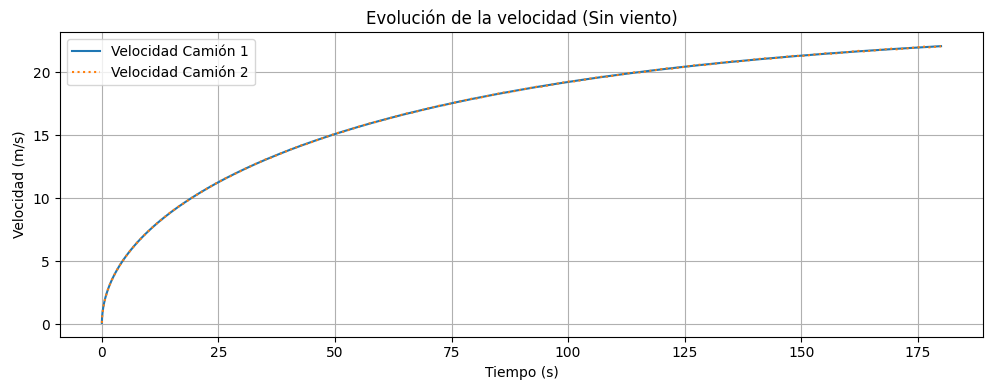 Evolución de la velocidad (Sin viento)
Velocidad Camión 1
Velocidad Camión 2
Velocidad (m/s)
20
15
10
5
0
0 25 50 75 100 125 150 175
Tiempo (s)